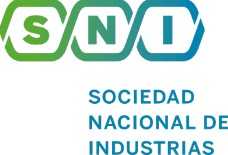 SNI
SOCIEDAD
NACIONAL DE
INDUSTRIAS